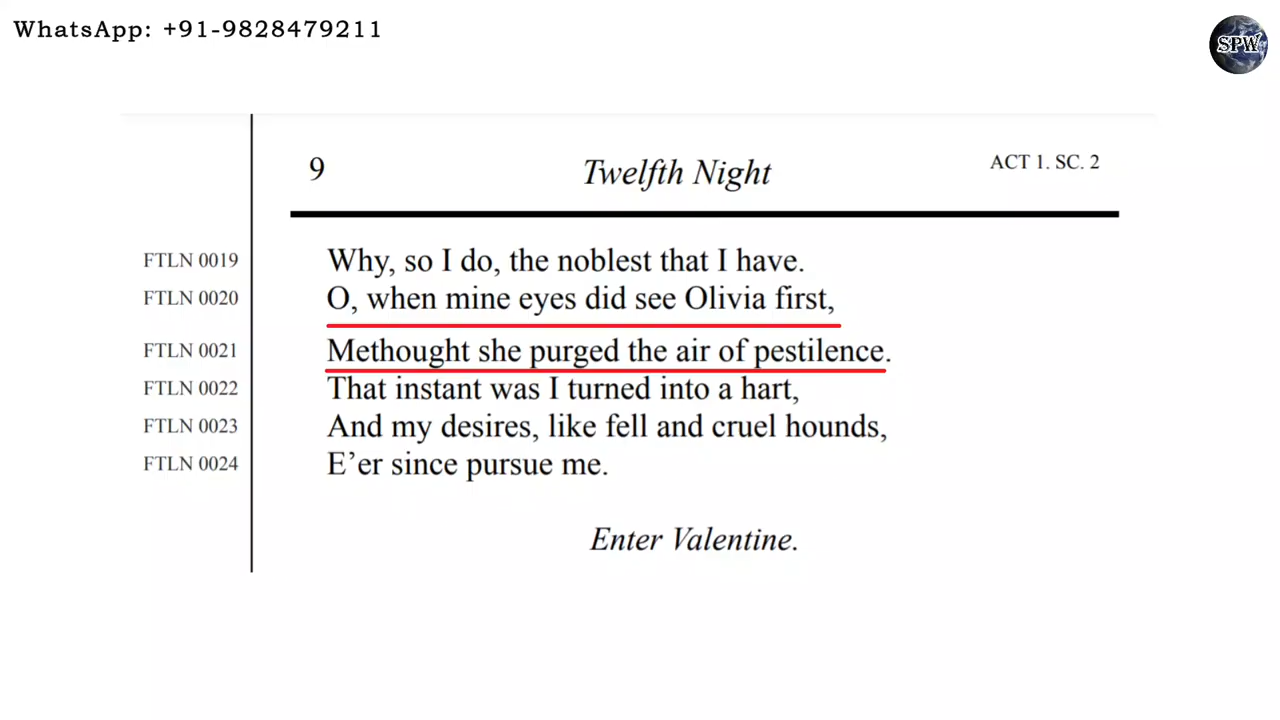 WhatsApp: +91-9828479211
SPW
9 Twelfth Night ACT 1. SC. 2
FTLN 0019 Why, so I do, the noblest that I have.
FTLN 0020 O, when mine eyes did see Olivia first,
FTLN 0021 Methought she purged the air of pestilence.
FTLN 0022 That instant was I turned into a hart,
FTLN 0023 And my desires, like fell and cruel hounds,
FTLN 0024 E’er since pursue me.
Enter Valentine.